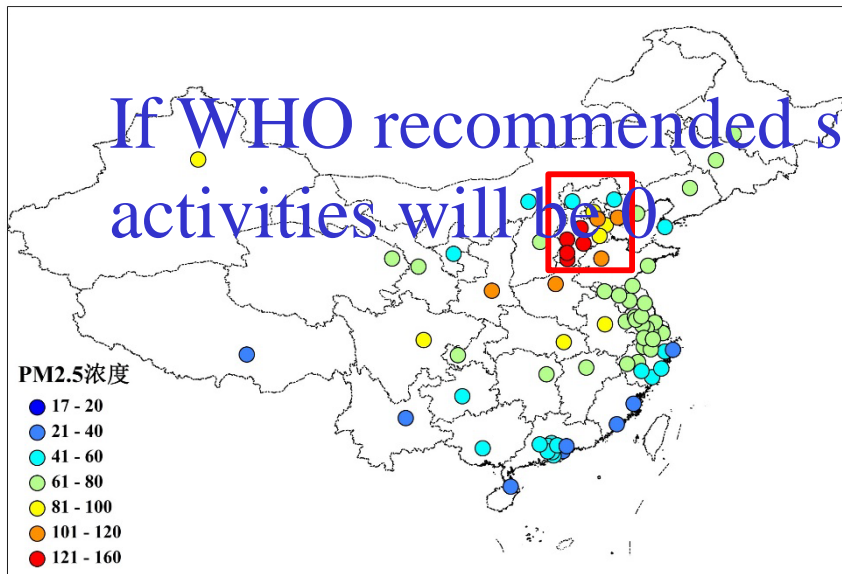 If WHO recommended s
activities will be 0
PM2.5浓度
17 - 20
21 - 40
41 - 60
61 - 80
81 - 100
101 - 120
121 - 160